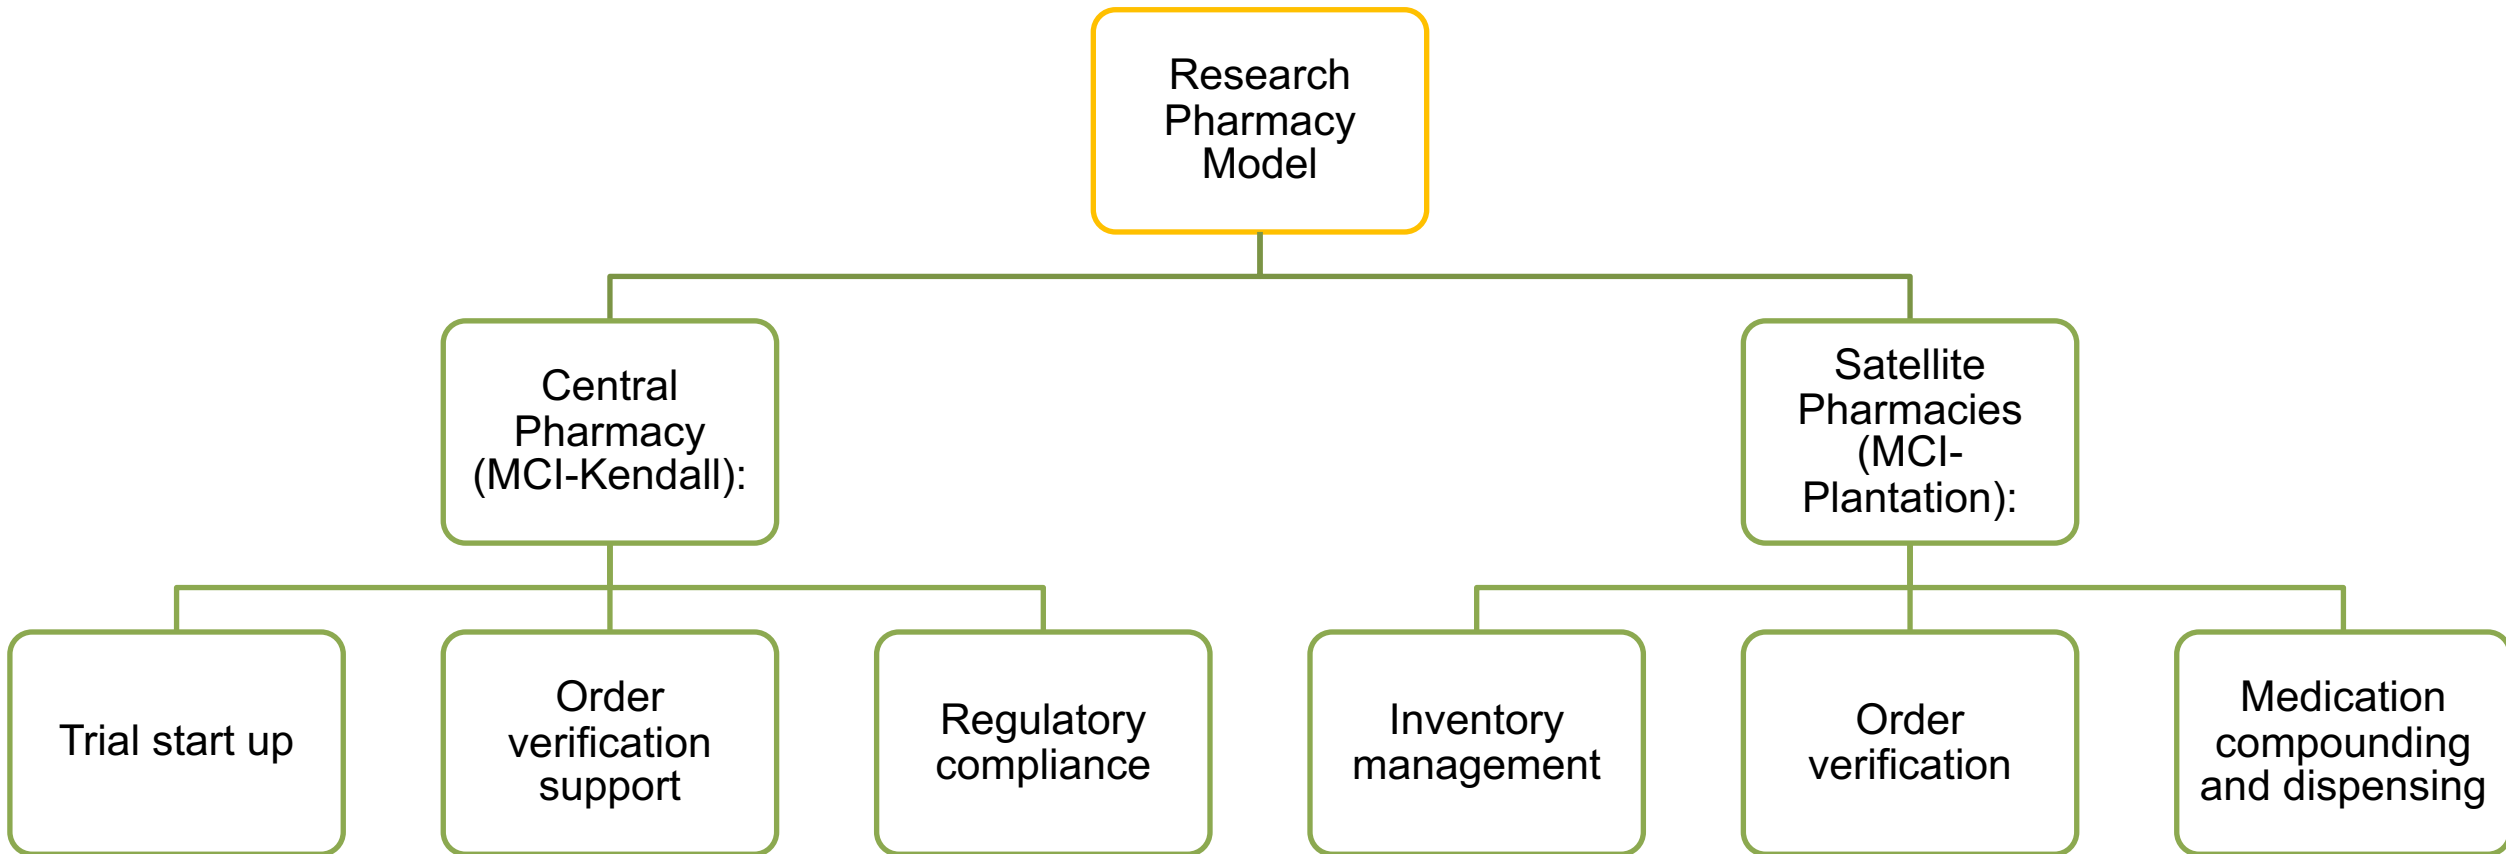 Research
Pharmacy
Model
Central
Pharmacy
(MCI-Kendall):
Satellite
Pharmacies
(MCI-
Plantation):
Trial start up
Order
verification
support
Regulatory
compliance
Inventory
management
Order
verification
Medication
compounding
and dispensing